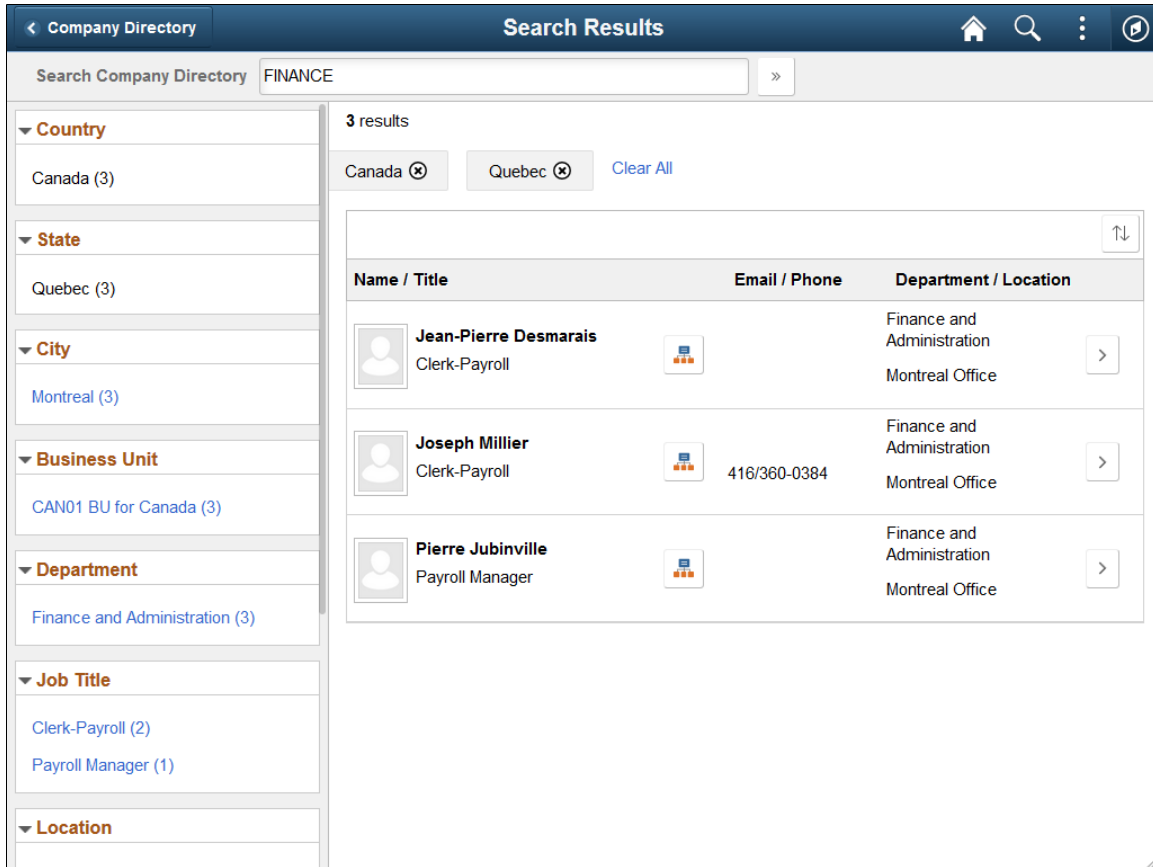 Company Directory
Search Results
Search Company Directory
FINANCE
»
Country
Canada (3)
State
Quebec (3)
City
Montreal (3)
Business Unit
CAN01 BU for Canada (3)
Department
Finance and Administration (3)
Job Title
Clerk-Payroll (2)
Payroll Manager (1)
Location
3 results
Canada
Quebec
Clear All
Name / Title
Email / Phone
Department / Location
Jean-Pierre Desmarais
Clerk-Payroll
Finance and
Administration
Montreal Office
Joseph Millier
Clerk-Payroll
416/360-0384
Finance and
Administration
Montreal Office
Pierre Jubinville
Payroll Manager
Finance and
Administration
Montreal Office